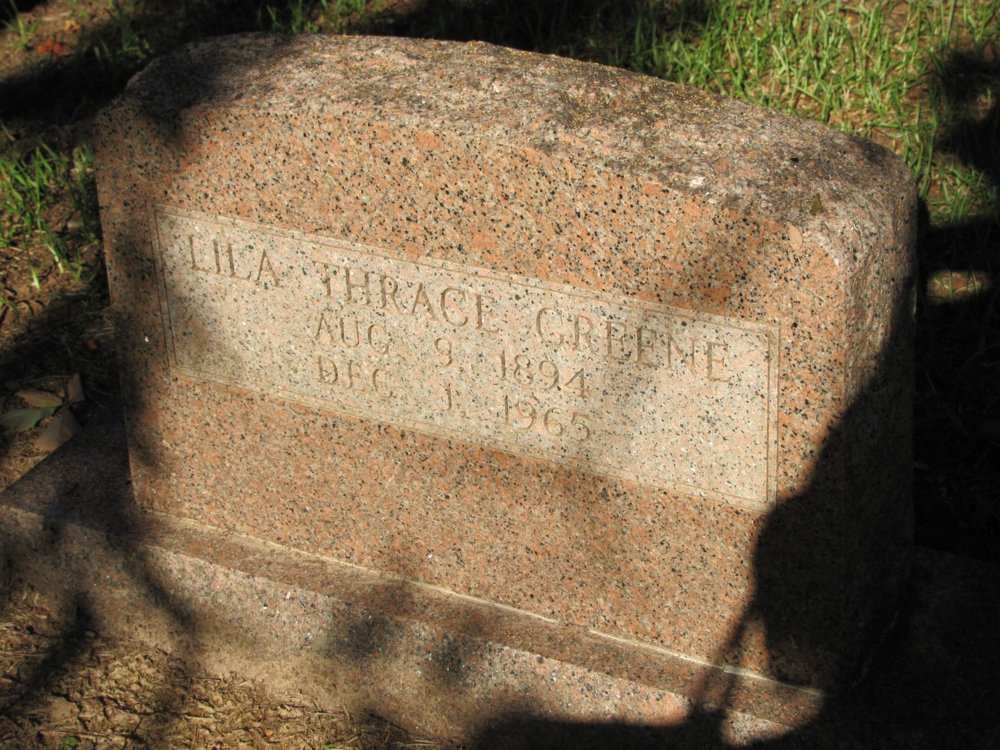 LILA THRACE GREENE
AUG. 9, 1894
DEC. 1, 1965